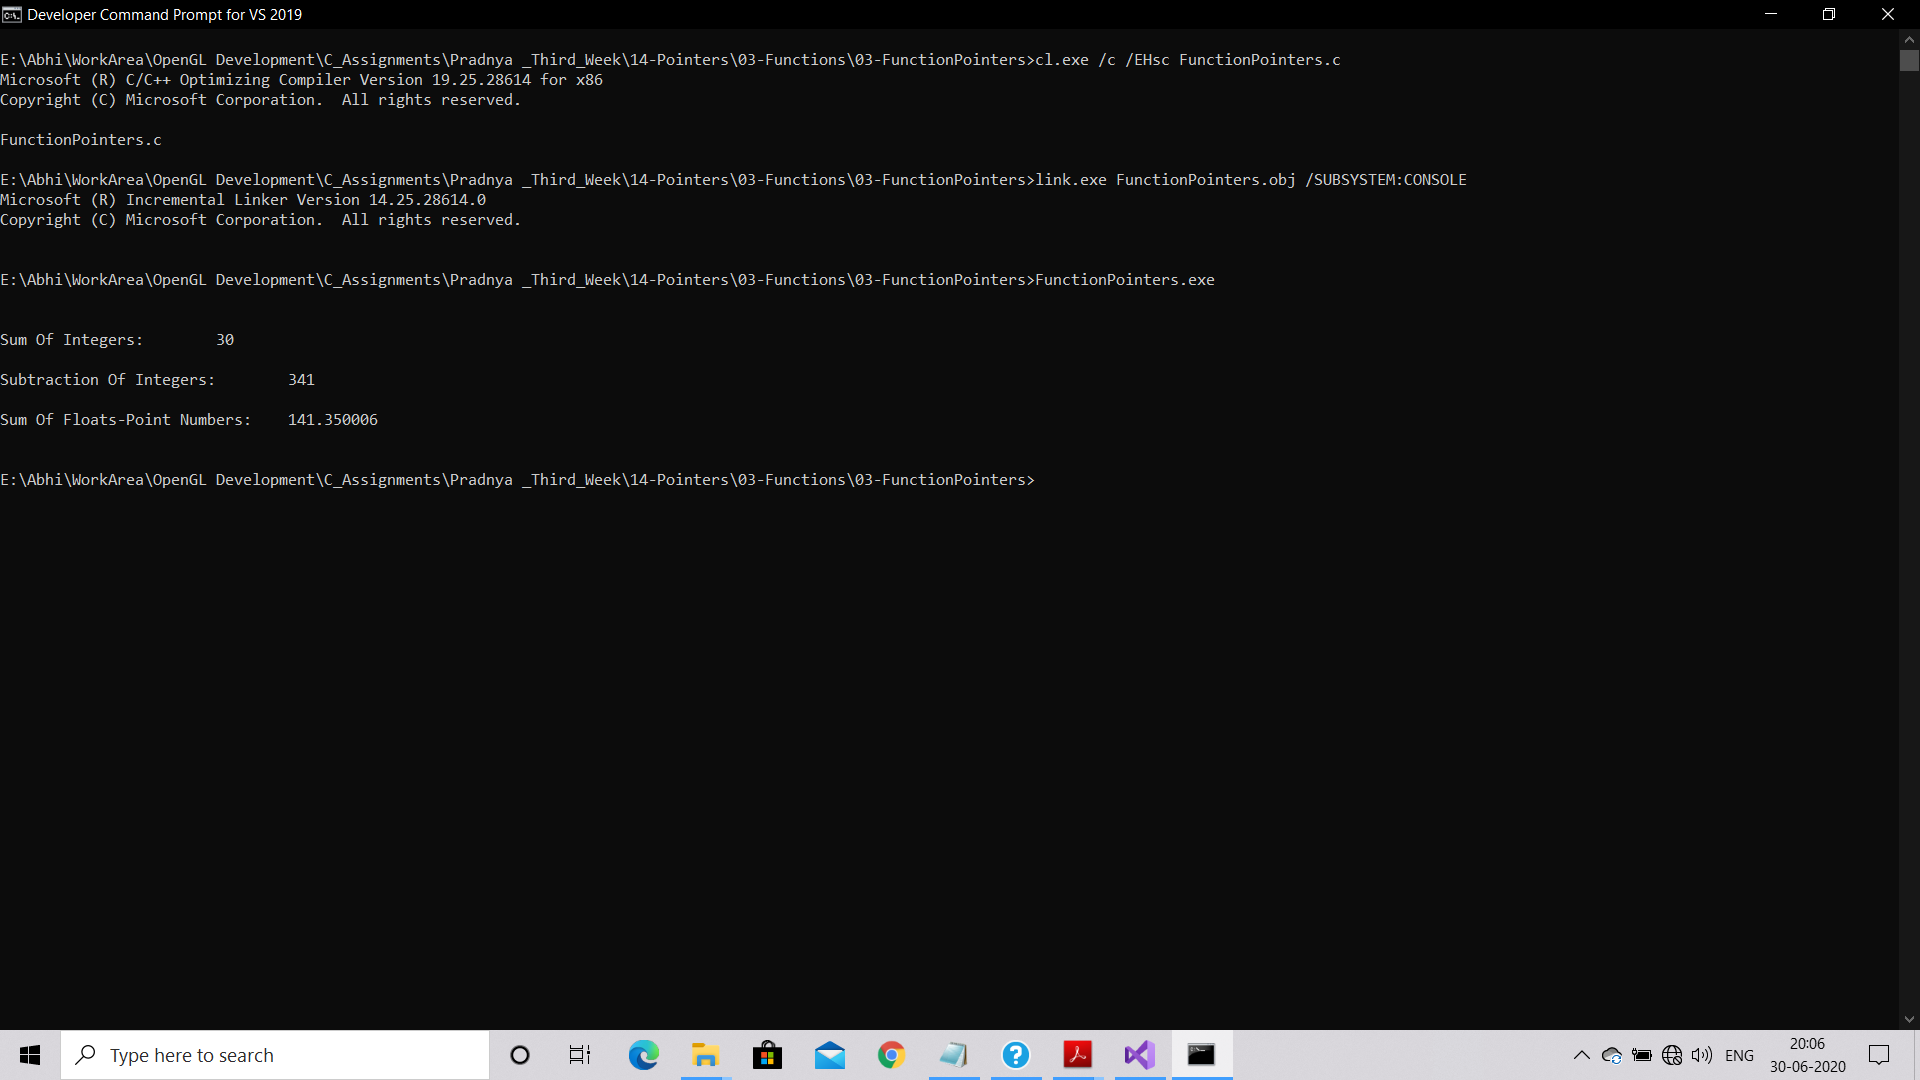 Developer Command Prompt for VS 2019
E:\Abhi\WorkArea\OpenGL Development\C_Assignments\Pradnya _Third_Week\14-Pointers\03-Functions\03-FunctionPointers>cl.exe /c /EHsc FunctionPointers.c
Microsoft (R) C/C++ Optimizing Compiler Version 19.25.28614 for x86
Copyright (C) Microsoft Corporation.  All rights reserved.
FunctionPointers.c
E:\Abhi\WorkArea\OpenGL Development\C_Assignments\Pradnya _Third_Week\14-Pointers\03-Functions\03-FunctionPointers>link.exe FunctionPointers.obj /SUBSYSTEM:CONSOLE
Microsoft (R) Incremental Linker Version 14.25.28614.0
Copyright (C) Microsoft Corporation.  All rights reserved.
E:\Abhi\WorkArea\OpenGL Development\C_Assignments\Pradnya _Third_Week\14-Pointers\03-Functions\03-FunctionPointers>FunctionPointers.exe
Sum Of Integers:        30
Subtraction Of Integers:        341
Sum Of Floats-Point Numbers:    141.350006
E:\Abhi\WorkArea\OpenGL Development\C_Assignments\Pradnya _Third_Week\14-Pointers\03-Functions\03-FunctionPointers>
Type here to search
ENG
20:06
30-06-2020